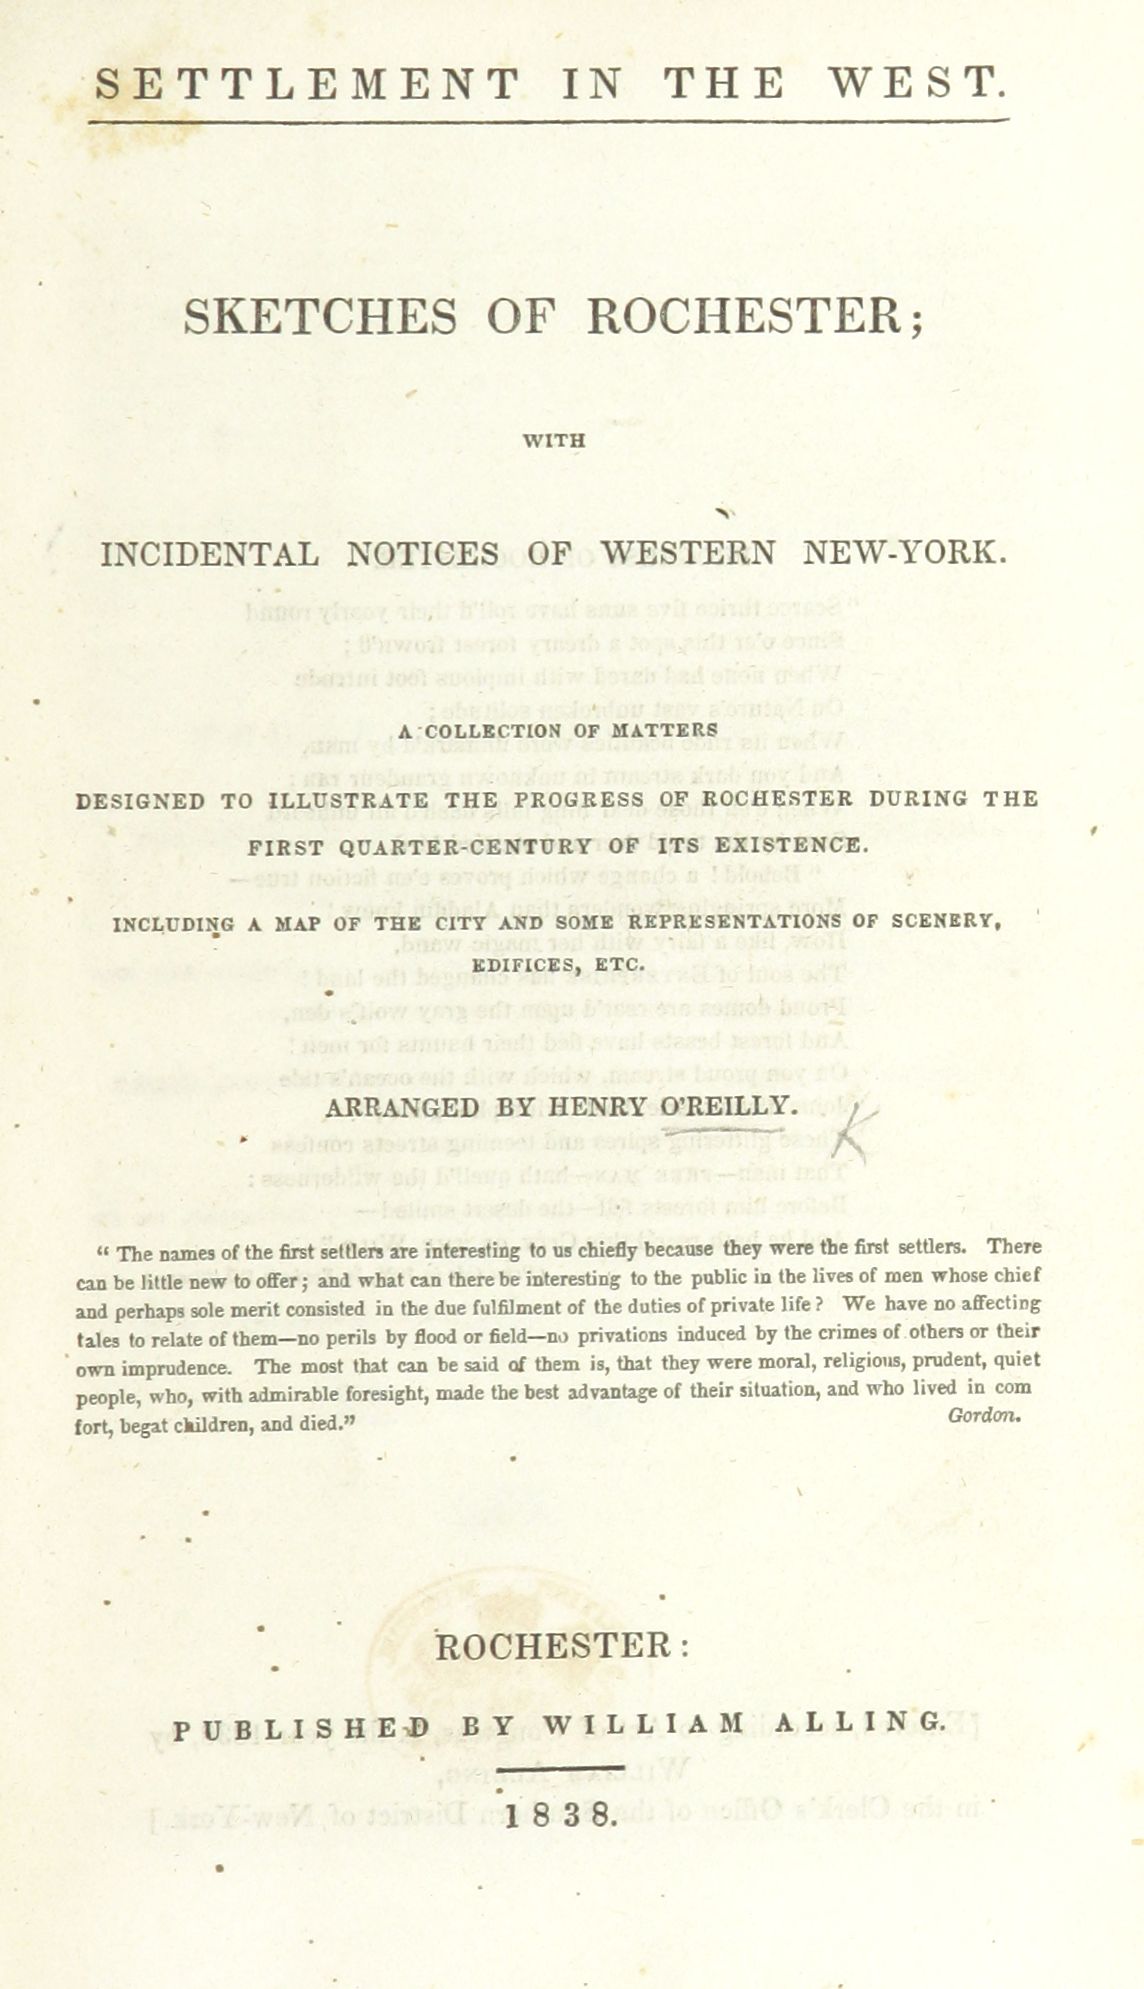 SETTLEMENT IN THE WEST.
SKETCHES OF ROCHESTER;
WITH
INCIDENTAL NOTICES OF WESTERN NEW-YORK.
A COLLECTION OF MATTERS
DESIGNED TO ILLUSTRATE THE PROGRESS OF ROCHESTER DURING THE
FIRST QUARTER-CENTURY OF ITS EXISTENCE.
INCLUDING A MAP OF THE CITY AND SOME REPRESENTATIONS OF SCENERY,
EDIFICES, ETC.
ARRANGED BY HENRY O'REILLY.
K
“ The names of the first settlers are interesting to us chiefly because they were the first settlers. There
can be little new to offer; and what can there be interesting to the public in the lives of men whose chief
and perhaps sole merit consisted in the due fulfilment of the duties of private life? We have no affecting
tales to relate of them—no perils by flood or field—no privations induced by the crimes of others or their
own imprudence. The most that can be said of them is, that they were moral, religious, prudent, quiet
people, who, with admirable foresight, made the best advantage of their situation, and who lived in com
fort, begat children, and died.” Gordon.
ROCHESTER:
PUBLISHED BY WILLIAM ALLING.
1838.